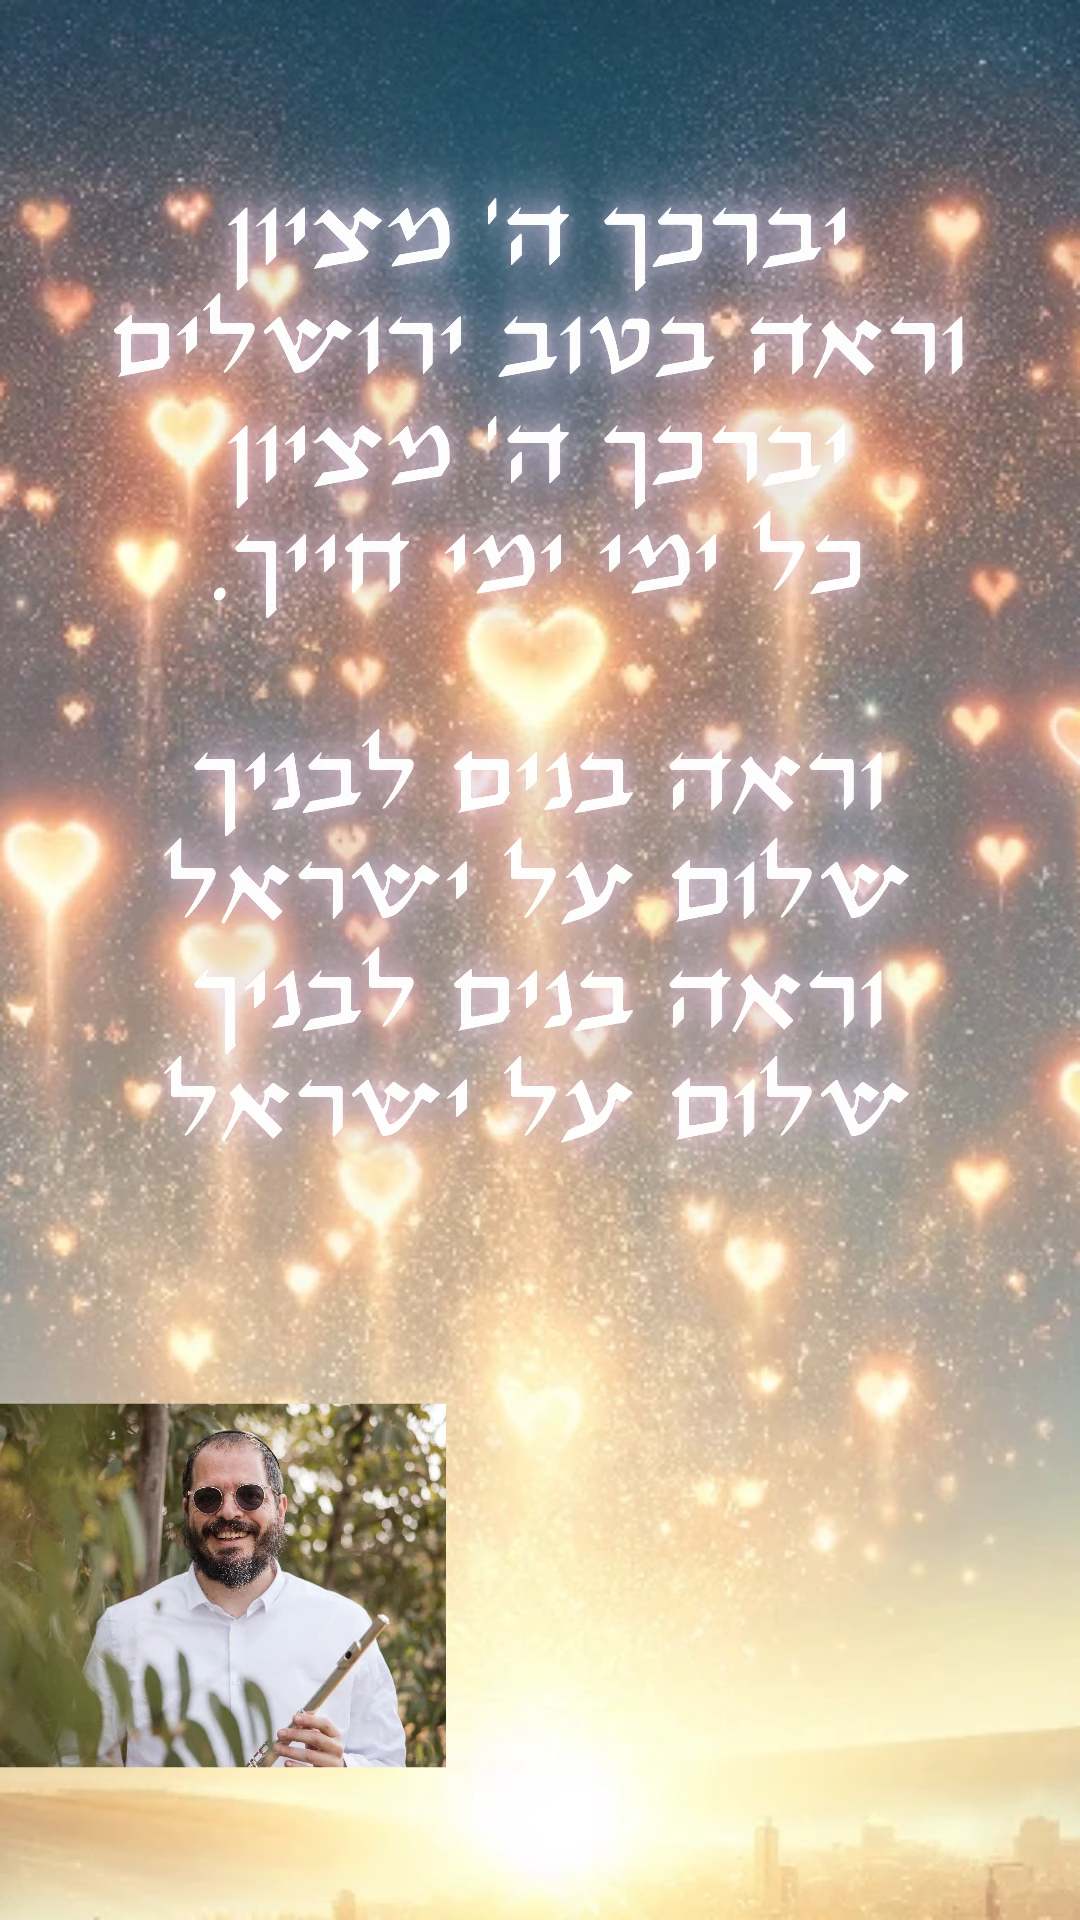 יברכך ה' מציון
וראה בטוב ירושלים
יברכך ה' מציון
כל ימי ימי חייך.
וראה בנים לבניך
שלום על ישראל
וראה בנים לבניך
שלום על ישראל